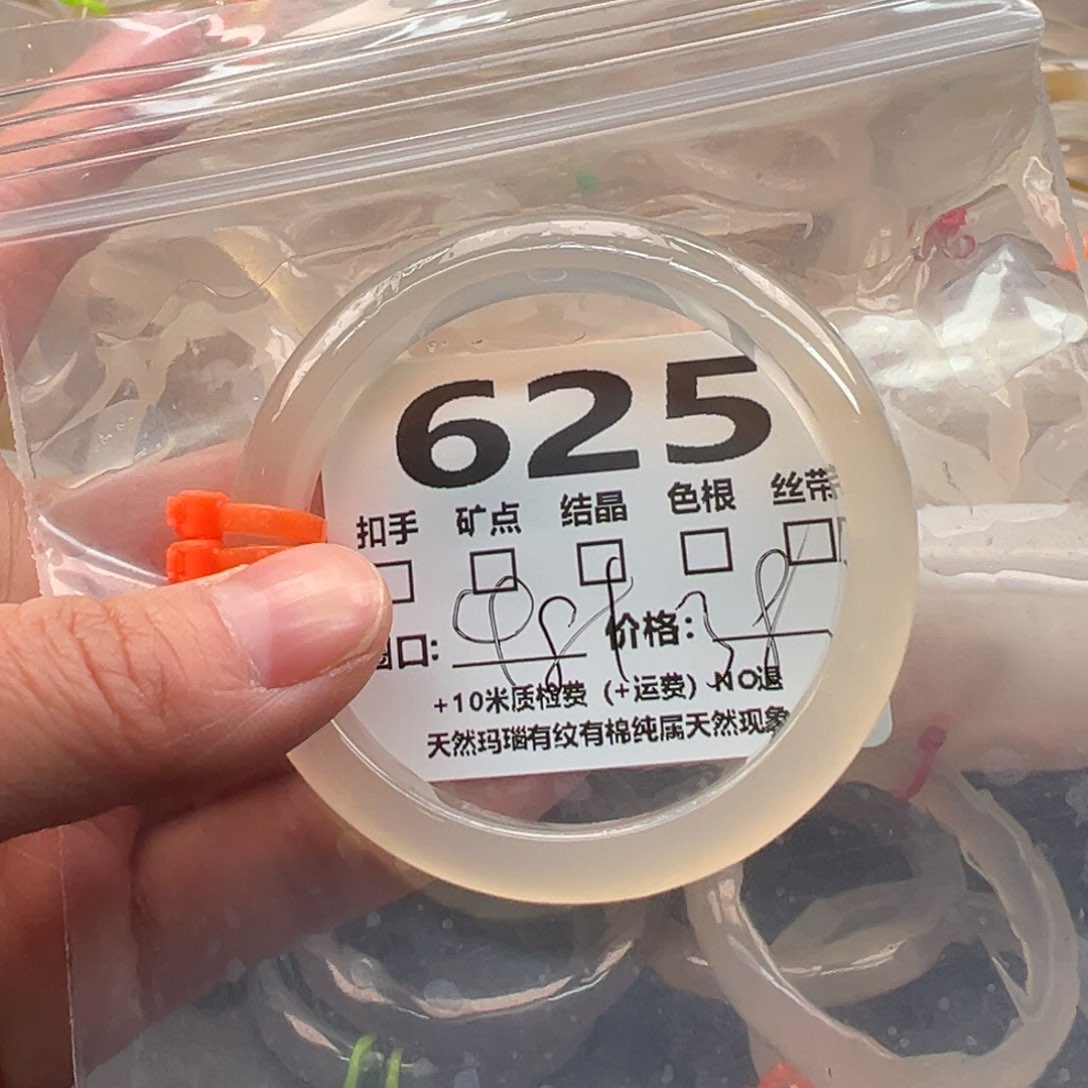 625
扣手 矿点 结晶 色根 丝带
圈口: 价格:
+10米质检费 (+运费) NO退
天然玛瑙有纹有棉纯属天然现象